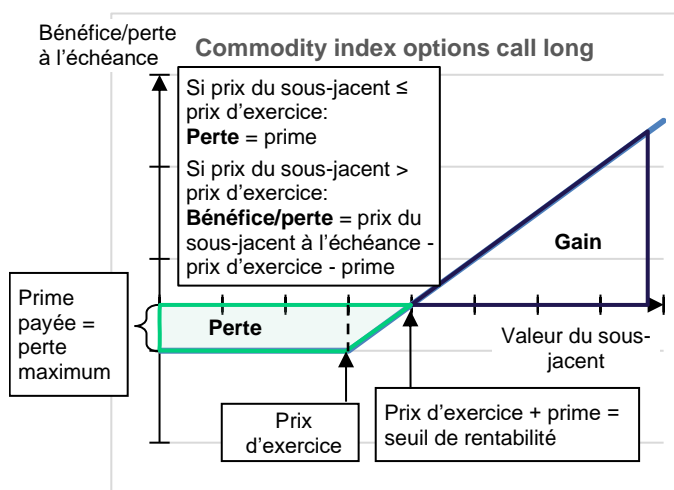 Bénéfice/perte
à l'échéance
Commodity index options call long
Si prix du sous-jacent ≤
prix d'exercice:
Perte = prime
Si prix du sous-jacent >
prix d'exercice:
Bénéfice/perte = prix du
sous-jacent à l'échéance -
prix d'exercice - prime
Gain
Prime
payée =
perte
maximum
Perte
Valeur du sous-
jacent
Prix
d'exercice
Prix d'exercice + prime =
seuil de rentabilité